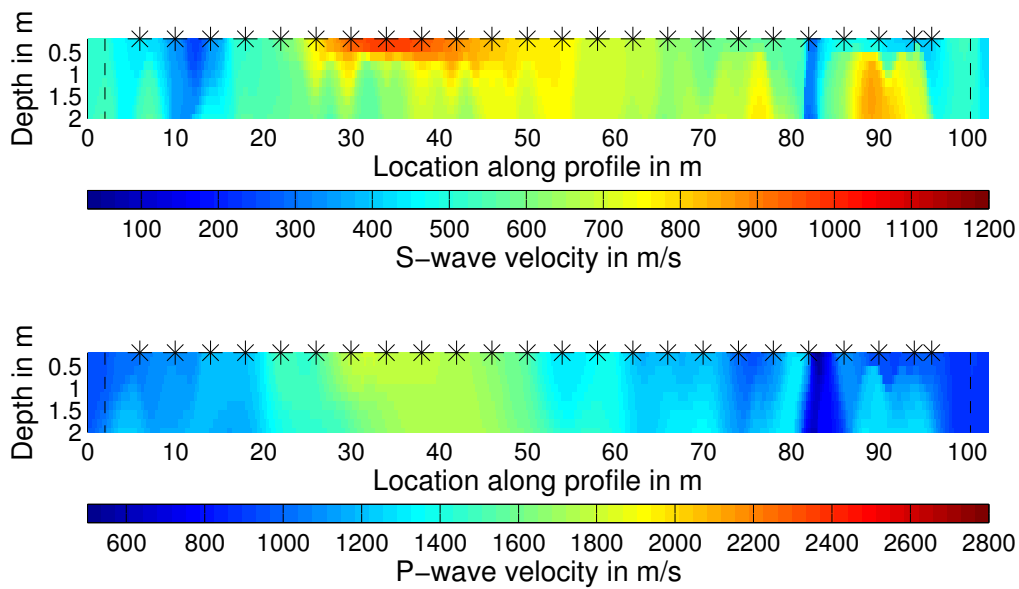 Depth in m
0.5
1
1.5
2
0 10 20 30 40 50 60 70 80 90 100
Location along profile in m
100 200 300 400 500 600 700 800 900 1000 1100 1200
S−wave velocity in m/s
Depth in m
0.5
1
1.5
2
0 10 20 30 40 50 60 70 80 90 100
Location along profile in m
600 800 1000 1200 1400 1600 1800 2000 2200 2400 2600 2800
P−wave velocity in m/s